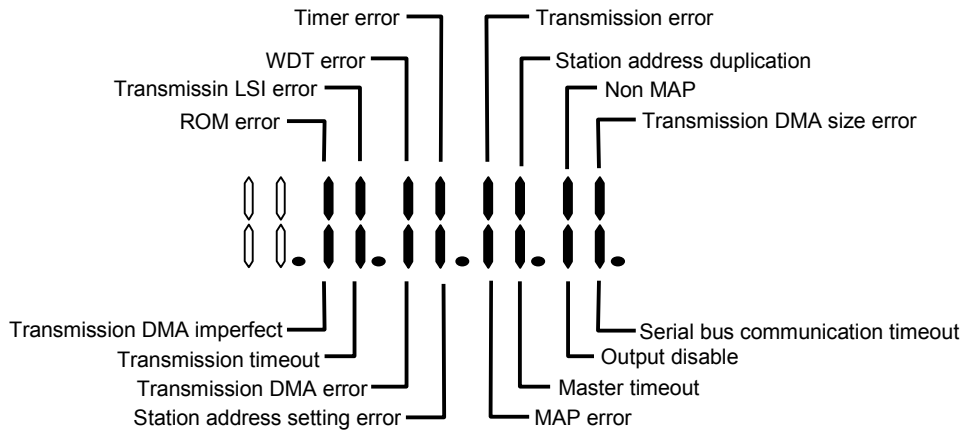 Timer error
Transmission error
WDT error
Station address duplication
Transmissin LSI error
Non MAP
ROM error
Transmission DMA size error
Transmission DMA imperfect
Serial bus communication timeout
Transmission timeout
Output disable
Transmission DMA error
Master timeout
Station address setting error
MAP error